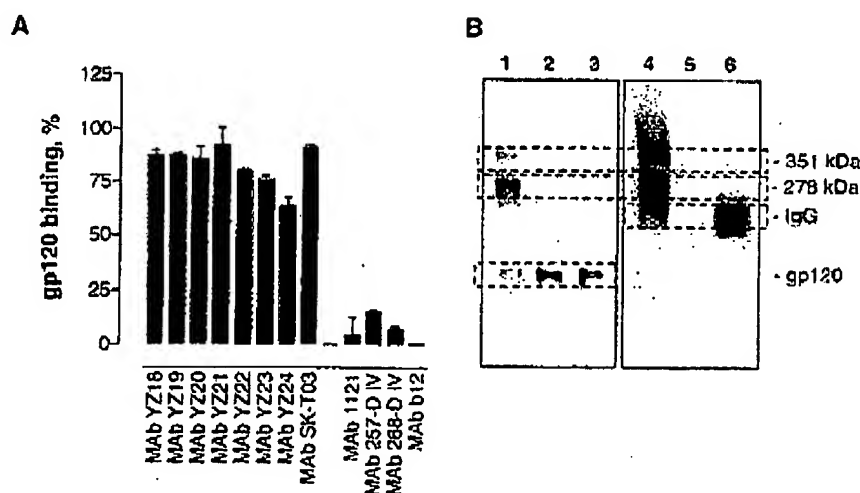 A
gp120 binding, %
125
100
75
50
25
0
MAb YZ18
MAb YZ19
MAb YZ20
MAb YZ21
MAb YZ22
MAb YZ23
MAb YZ24
MAb SK-T03
MAb 1121
MAb 257-D IV
MAb 268-D IV
MAb b12
B
1 2 3 4 5 6
- 351 kDa
- 278 kDa
- IgG
- gp120